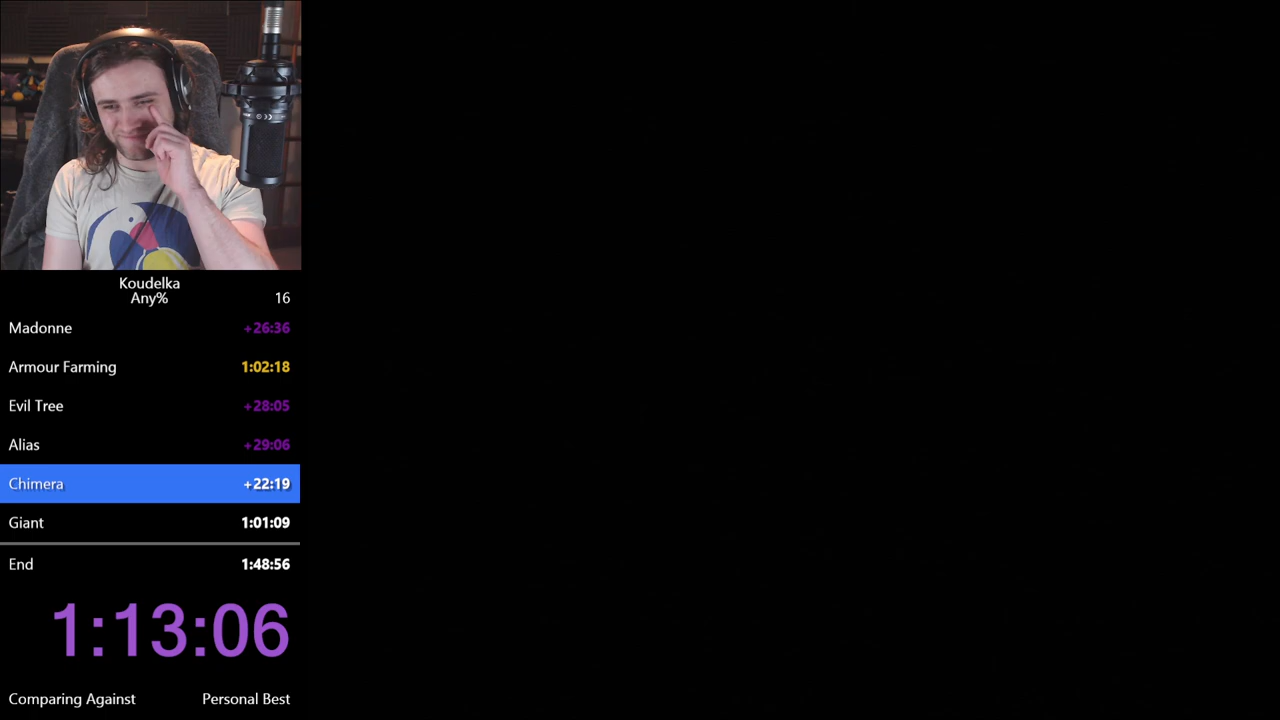 Koudelka
Any% 16
Madonne +26:36
Armour Farming 1:02:18
Evil Tree +28:05
Alias +29:06
Chimera +22:19
Giant 1:01:09
End 1:48:56
1:13:06
Comparing Against Personal Best